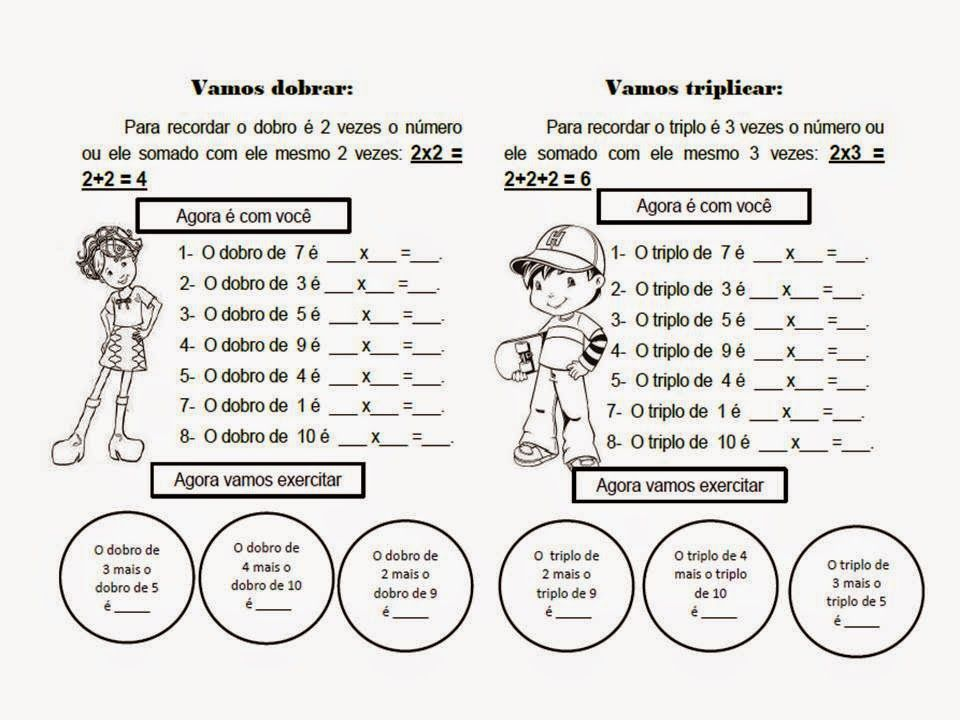 Vamos dobrar:
Para recordar o dobro é 2 vezes o número
ou ele somado com ele mesmo 2 vezes: 2x2 =
2+2 = 4
Agora é com você
1- O dobro de 7 é ___ x___ =___.
2- O dobro de 3 é ___ x___ =___.
3- O dobro de 5 é ___ x___ =___.
4- O dobro de 9 é ___ x___ =___.
5- O dobro de 4 é ___ x___ =___.
7- O dobro de 1 é ___ x___ =___.
8- O dobro de 10 é ___ x___ =___.
Agora vamos exercitar
O dobro de
3 mais o
dobro de 5
é _____
O dobro de
4 mais o
dobro de 10
é _____
O dobro de
2 mais o
dobro de 9
é _____
Vamos triplicar:
Para recordar o triplo é 3 vezes o número ou
ele somado com ele mesmo 3 vezes: 2x3 =
2+2+2 = 6
Agora é com você
H
1- O triplo de 7 é ___ x___ =___.
2- O triplo de 3 é ___ x___ =___.
3- O triplo de 5 é ___ x___ =___.
4- O triplo de 9 é ___ x___ =___.
5- O triplo de 4 é ___ x___ =___.
7- O triplo de 1 é ___ x___ =___.
8- O triplo de 10 é ___ x___ =___.
Agora vamos exercitar
O triplo de
2 mais o
triplo de 9
é _____
O triplo de 4
mais o triplo
de 10
é _____
O triplo de
3 mais o
triplo de 5
é _____